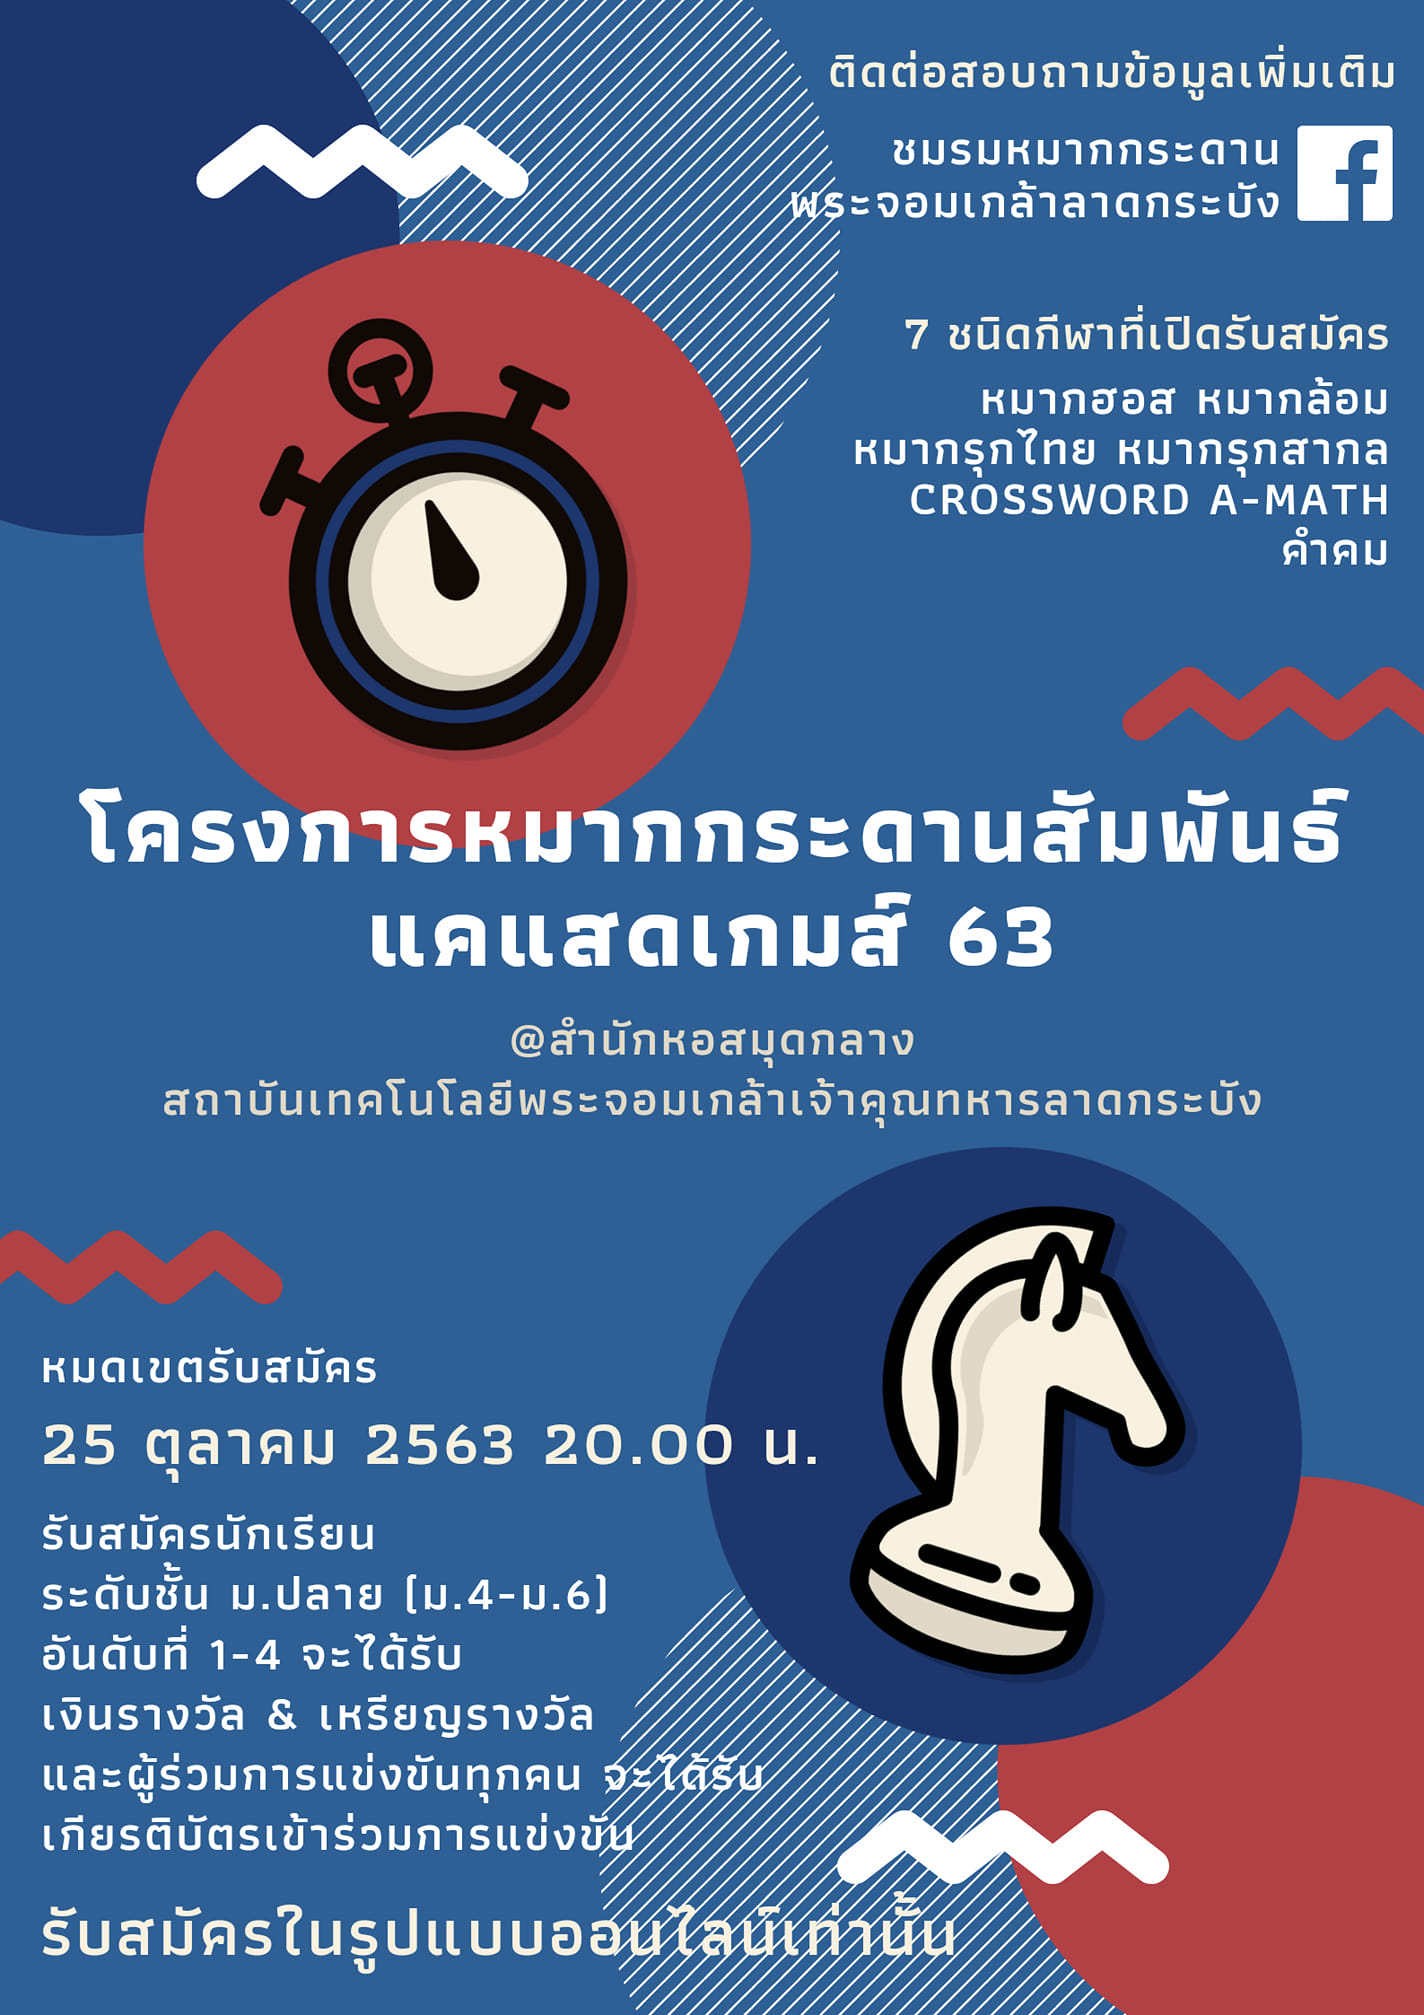 ติดต่อสอบถามข้อมูลเพิ่มเติม
ชมรมหมากกระดาน
พระจอมเกล้าลาดกระบัง
7 ชนิดกีฬาที่เปิดรับสมัคร
หมากฮอส หมากล้อม
หมากรุกไทย หมากรุกสากล
CROSSWORD A-MATH
คำคม
โครงการหมากกระดานสัมพันธ์
แคแสดเกมส์ 63
@สำนักหอสมุดกลาง
สถาบันเทคโนโลยีพระจอมเกล้าเจ้าคุณทหารลาดกระบัง
หมดเขตรับสมัคร
25 ตุลาคม 2563 20.00 น.
รับสมัครนักเรียน
ระดับชั้น ม.ปลาย (ม.4-ม.6)
อันดับที่ 1-4 จะได้รับ
เงินรางวัล & เหรียญรางวัล
และผู้ร่วมการแข่งขันทุกคน จะได้รับ
เกียรติบัตรเข้าร่วมการแข่งขัน
รับสมัครในรูปแบบออนไลน์เท่านั้น